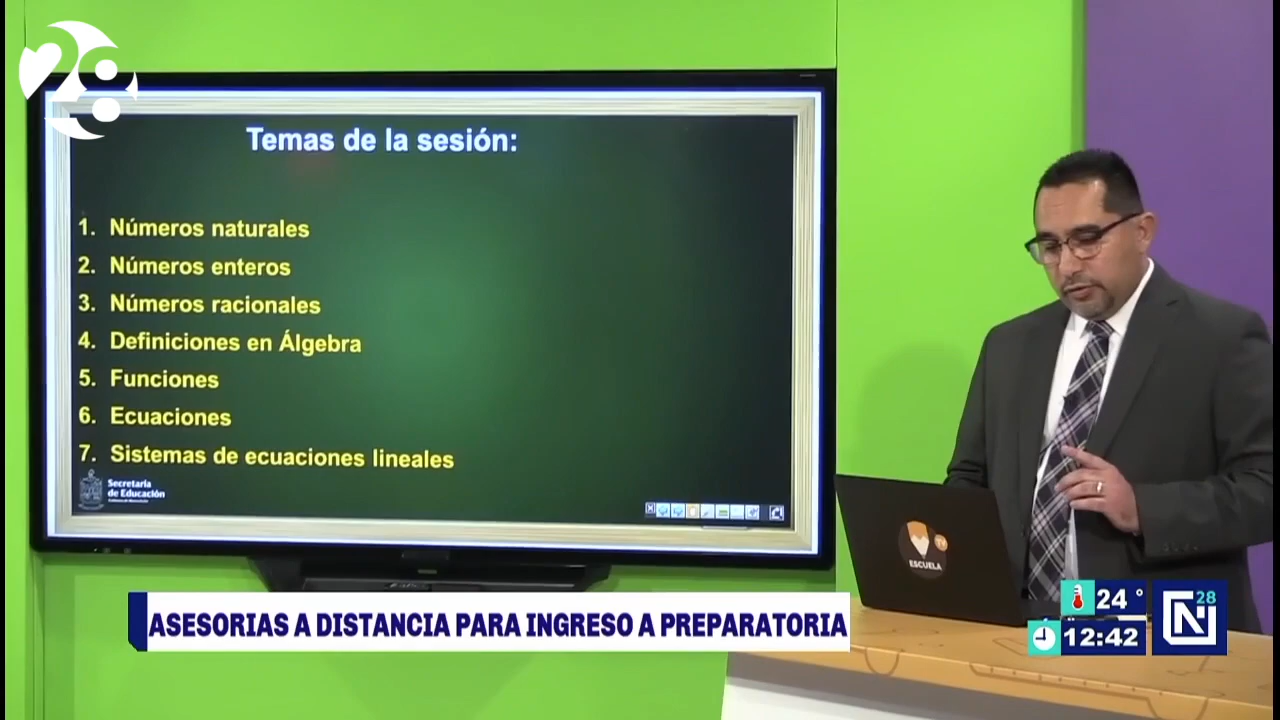 28
Temas de la sesión:
1. Números naturales
2. Números enteros
3. Números racionales
4. Definiciones en Álgebra
5. Funciones
6. Ecuaciones
7. Sistemas de ecuaciones lineales
Secretaría
de Educación
ESCUELA
TV
ASESORIAS A DISTANCIA PARA INGRESO A PREPARATORIA
24 °
12:42
N 28